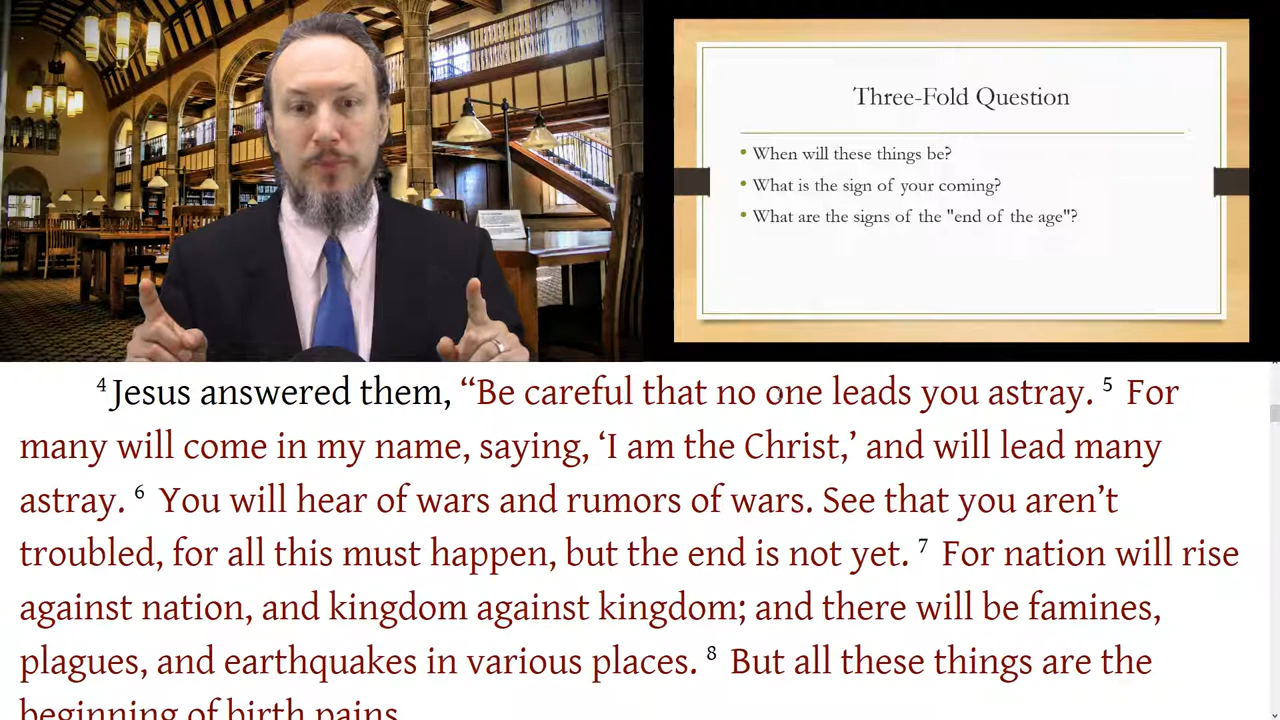 Three-Fold Question
• When will these things be?
• What is the sign of your coming?
• What are the signs of the "end of the age"?
⁴ Jesus answered them, “Be careful that no one leads you astray. ⁵ For
many will come in my name, saying, ‘I am the Christ,’ and will lead many
astray. ⁶ You will hear of wars and rumors of wars. See that you aren’t
troubled, for all this must happen, but the end is not yet. ⁷ For nation will rise
against nation, and kingdom against kingdom; and there will be famines,
plagues, and earthquakes in various places. ⁸ But all these things are the
beginning of birth pains.